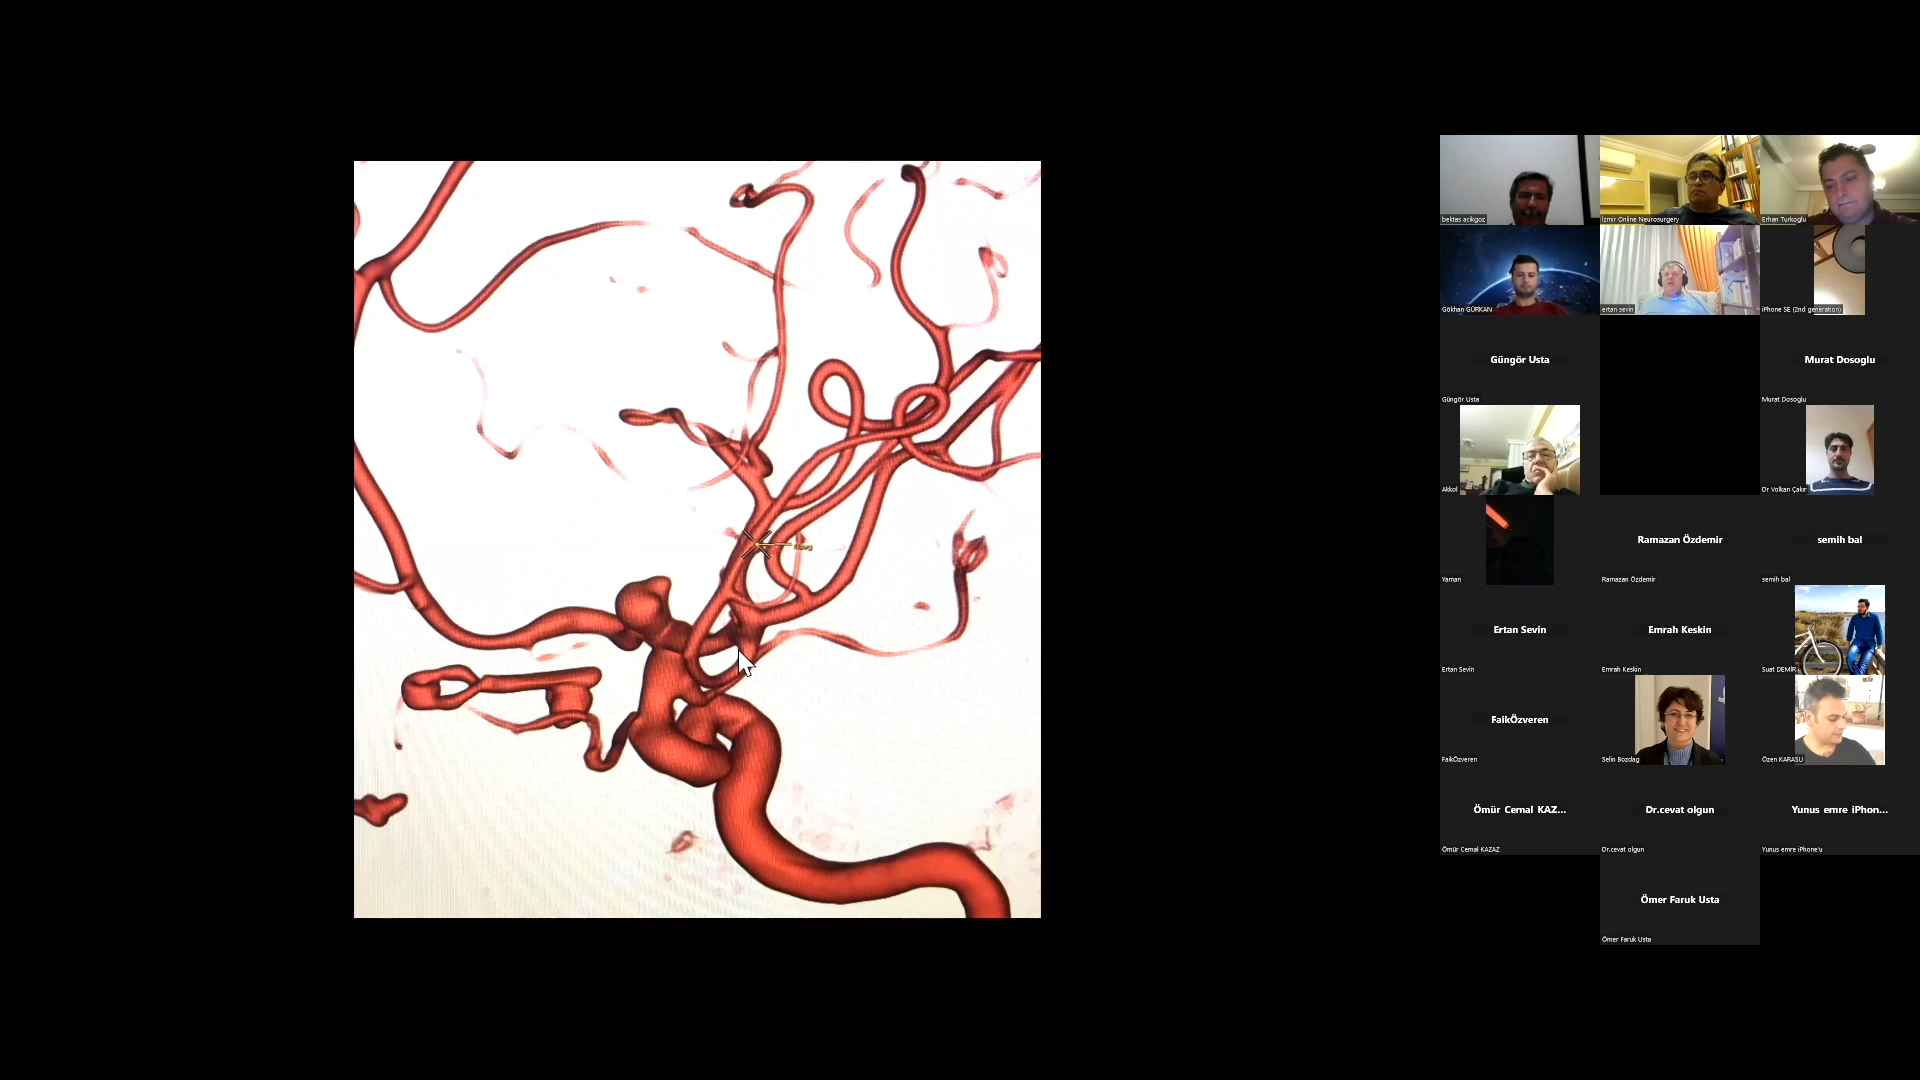 bektas acikgoz
Izmir Online Neurosurgery
Erhan Turkoglu
Gökhan GÜRKAN
ertan sevin
iPhone SE (2nd generation)
Güngör Usta
Murat Dosoglu
Güngör Usta
Murat Dosoglu
Akkol
Dr Volkan Çakır
Ramazan Özdemir
semih bal
Yaman
Ramazan Özdemir
semih bal
Ertan Sevin
Emrah Keskin
Ertan Sevin
Emrah Keskin
Suat DEMİR
FaikÖzveren
FaikÖzveren
Selin Bozdag
Özen KARASU
Ömür Cemal KAZ...
Dr.cevat olgun
Yunus emre iPhon...
Ömür Cemal KAZAZ
Dr.cevat olgun
Yunus emre iPhone'u
Ömer Faruk Usta
Ömer Faruk Usta